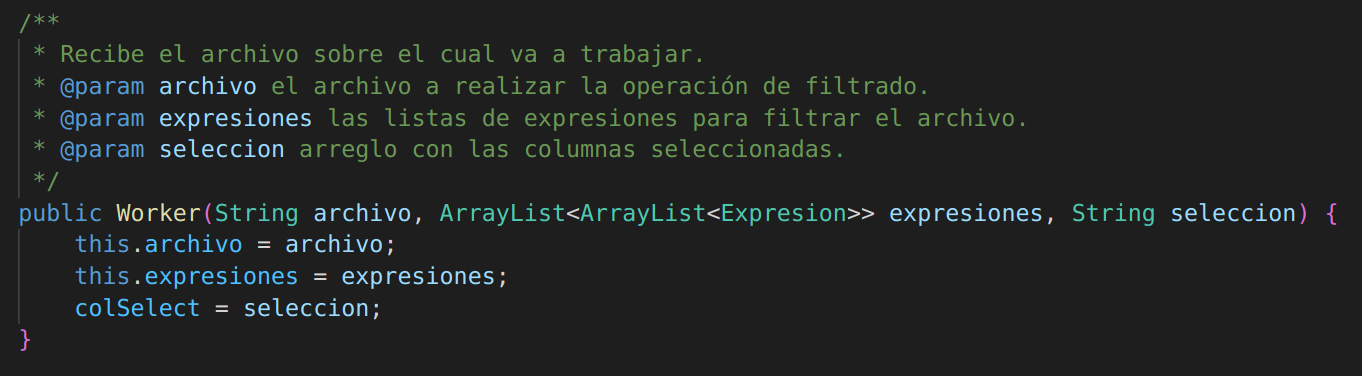 /**
 * Recibe el archivo sobre el cual va a trabajar.
 * @param archivo el archivo a realizar la operación de filtrado.
 * @param expresiones las listas de expresiones para filtrar el archivo.
 * @param seleccion arreglo con las columnas seleccionadas.
 */
public Worker(String archivo, ArrayList<ArrayList<Expresion>> expresiones, String seleccion) {
    this.archivo = archivo;
    this.expresiones = expresiones;
    colSelect = seleccion;
}